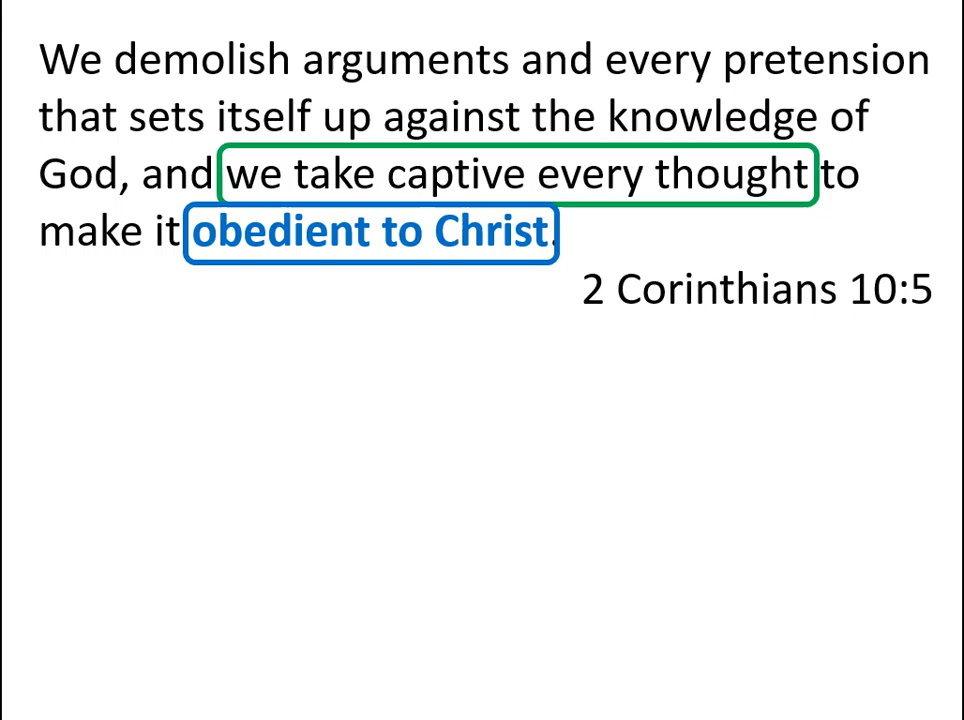 We demolish arguments and every pretension
that sets itself up against the knowledge of
God, and we take captive every thought to
make it obedient to Christ.
2 Corinthians 10:5